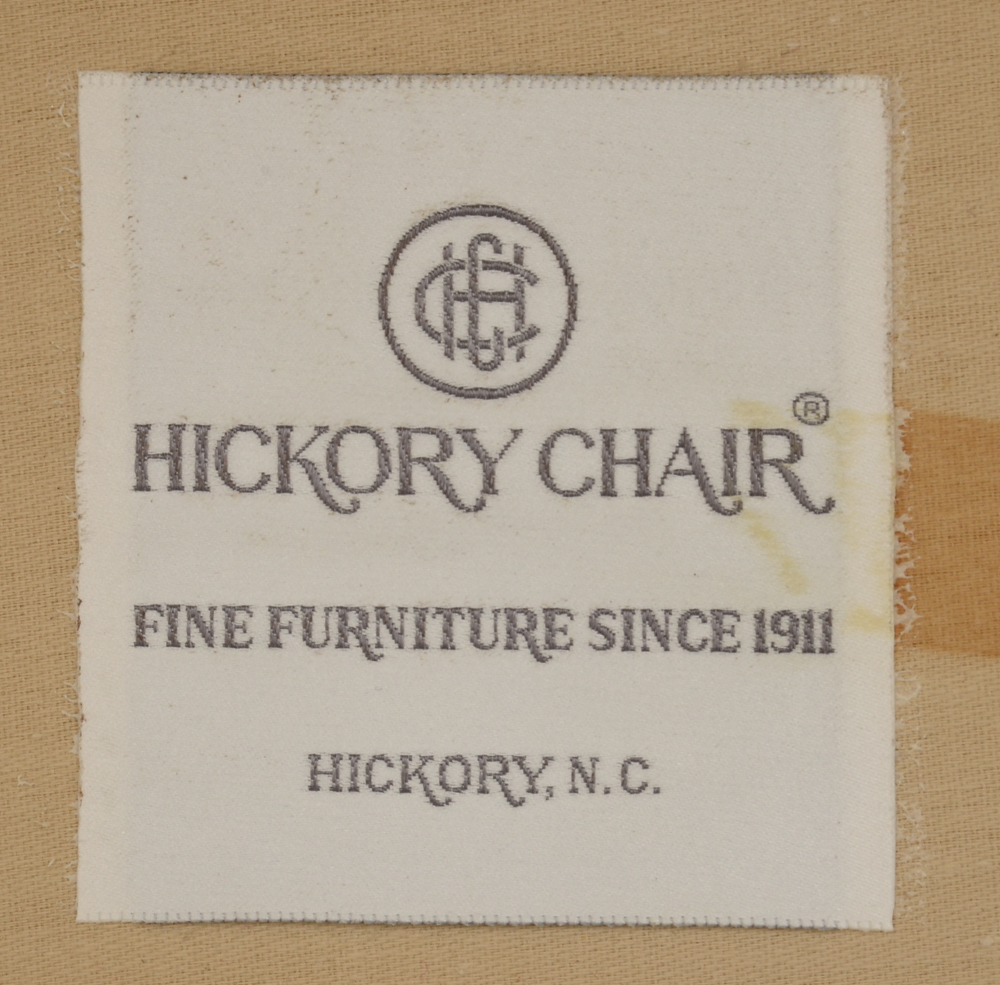 HICKORY CHAIR®
FINE FURNITURE SINCE 1911
HICKORY, N.C.